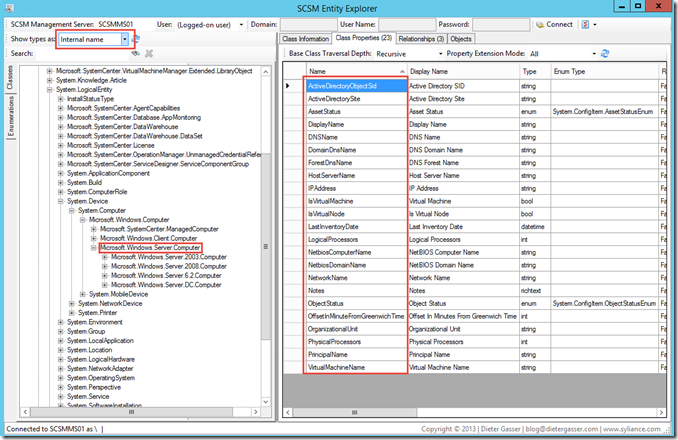 SCSM Entity Explorer
SCSM Management Server: SCSMMS01 User: (Logged-on user) Domain: User Name: Password: Connect
Show types as: Internal name
Search:
Classes
Enumerations
Microsoft.SystemCenter.VirtualMachineManager.Extended.LibraryObject
System.Knowledge.Article
System.LogicalEntity
InstallStatusType
Microsoft.SystemCenter.AgentCapabilities
Microsoft.SystemCenter.Database.AppMonitoring
Microsoft.SystemCenter.DataWarehouse
Microsoft.SystemCenter.DataWarehouse.DataSet
Microsoft.SystemCenter.License
Microsoft.SystemCenter.OperationManager.UnmanagedCredentialRefe
Microsoft.SystemCenter.ServiceDesigner.ServiceComponentGroup
System.ApplicationComponent
System.Build
System.ComputerRole
System.Device
System.Computer
Microsoft.Windows.Computer
Microsoft.SystemCenter.ManagedComputer
Microsoft.Windows.Client.Computer
Microsoft.Windows.Server.Computer
Microsoft.Windows.Server.2003.Computer
Microsoft.Windows.Server.2008.Computer
Microsoft.Windows.Server.6.2.Computer
Microsoft.Windows.Server.DC.Computer
System.MobileDevice
System.NetworkDevice
System.Printer
System.Environment
System.Group
System.LocalApplication
System.Location
System.LogicalHardware
System.NetworkAdapter
System.OperatingSystem
System.Perspective
System.Service
System.SoftwareInstallation
Class Information Class Properties (23) Relationships (3) Objects
Base Class Traversal Depth: Recursive Property Extension Mode: All
Name Display Name Type Enum Type R
ActiveDirectoryObjectSid Active Directory SID string Fa
ActiveDirectorySite Active Directory Site string Fa
AssetStatus Asset Status enum System.ConfigItem.AssetStatusEnum Fa
DisplayName Display Name string Fa
DNSName DNS Name string Fa
DomainDnsName DNS Domain Name string Fa
ForestDnsName DNS Forest Name string Fa
HostServerName Host Server Name string Fa
IPAddress IP Address string Fa
IsVirtualMachine Virtual Machine bool Fa
IsVirtualNode Is Virtual Node bool Fa
LastInventoryDate Last Inventory Date datetime Fa
LogicalProcessors Logical Processors int Fa
NetbiosComputerName NetBIOS Computer Name string Fa
NetbiosDomainName NetBIOS Domain Name string Fa
NetworkName Network Name string Fa
Notes Notes richtext Fa
ObjectStatus Object Status enum System.ConfigItem.ObjectStatusEnum Fa
OffsetInMinuteFromGreenwichTime Offset In Minutes From Greenwich Time int Fa
OrganizationalUnit Organizational Unit string Fa
PhysicalProcessors Physical Processors int Fa
PrincipalName Principal Name string Fa
VirtualMachineName Virtual Machine Name string Fa
Connected to SCSMMS01 as \ | Copyright © 2013 | Dieter Gasser | blog@dietergasser.com | www.syliance.com